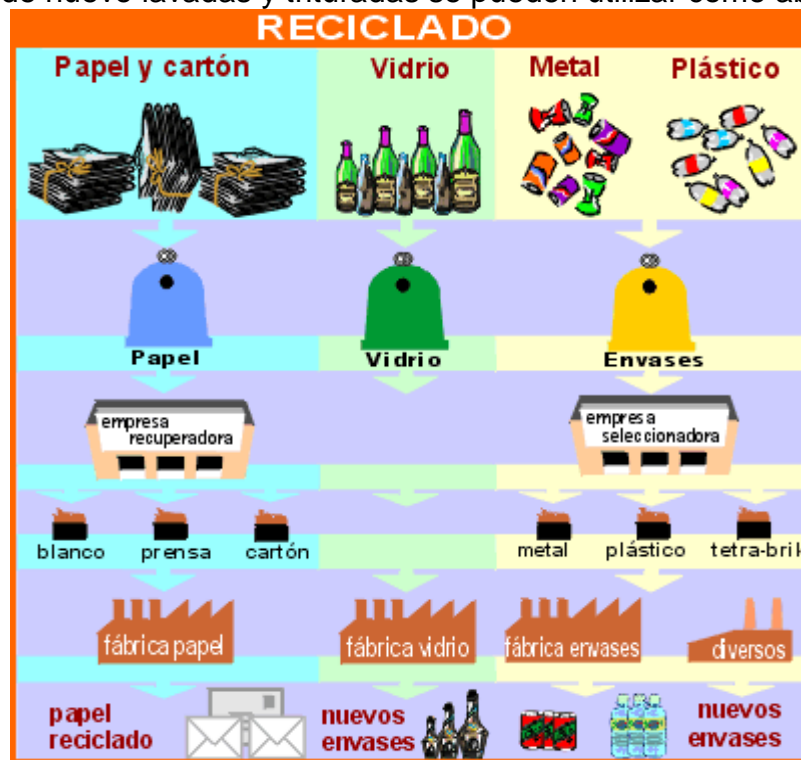 de nuevo lavadas y trituradas se pueden utilizar como
RECICLADO
Papel y cartón Vidrio Metal Plástico
Papel Vidrio Envases
empresa recuperadora
empresa seleccionadora
blanco prensa cartón metal plástico tetra-brik
fábrica papel fábrica vidrio fábrica envases diversos
papel reciclado
nuevos envases
nuevos envases